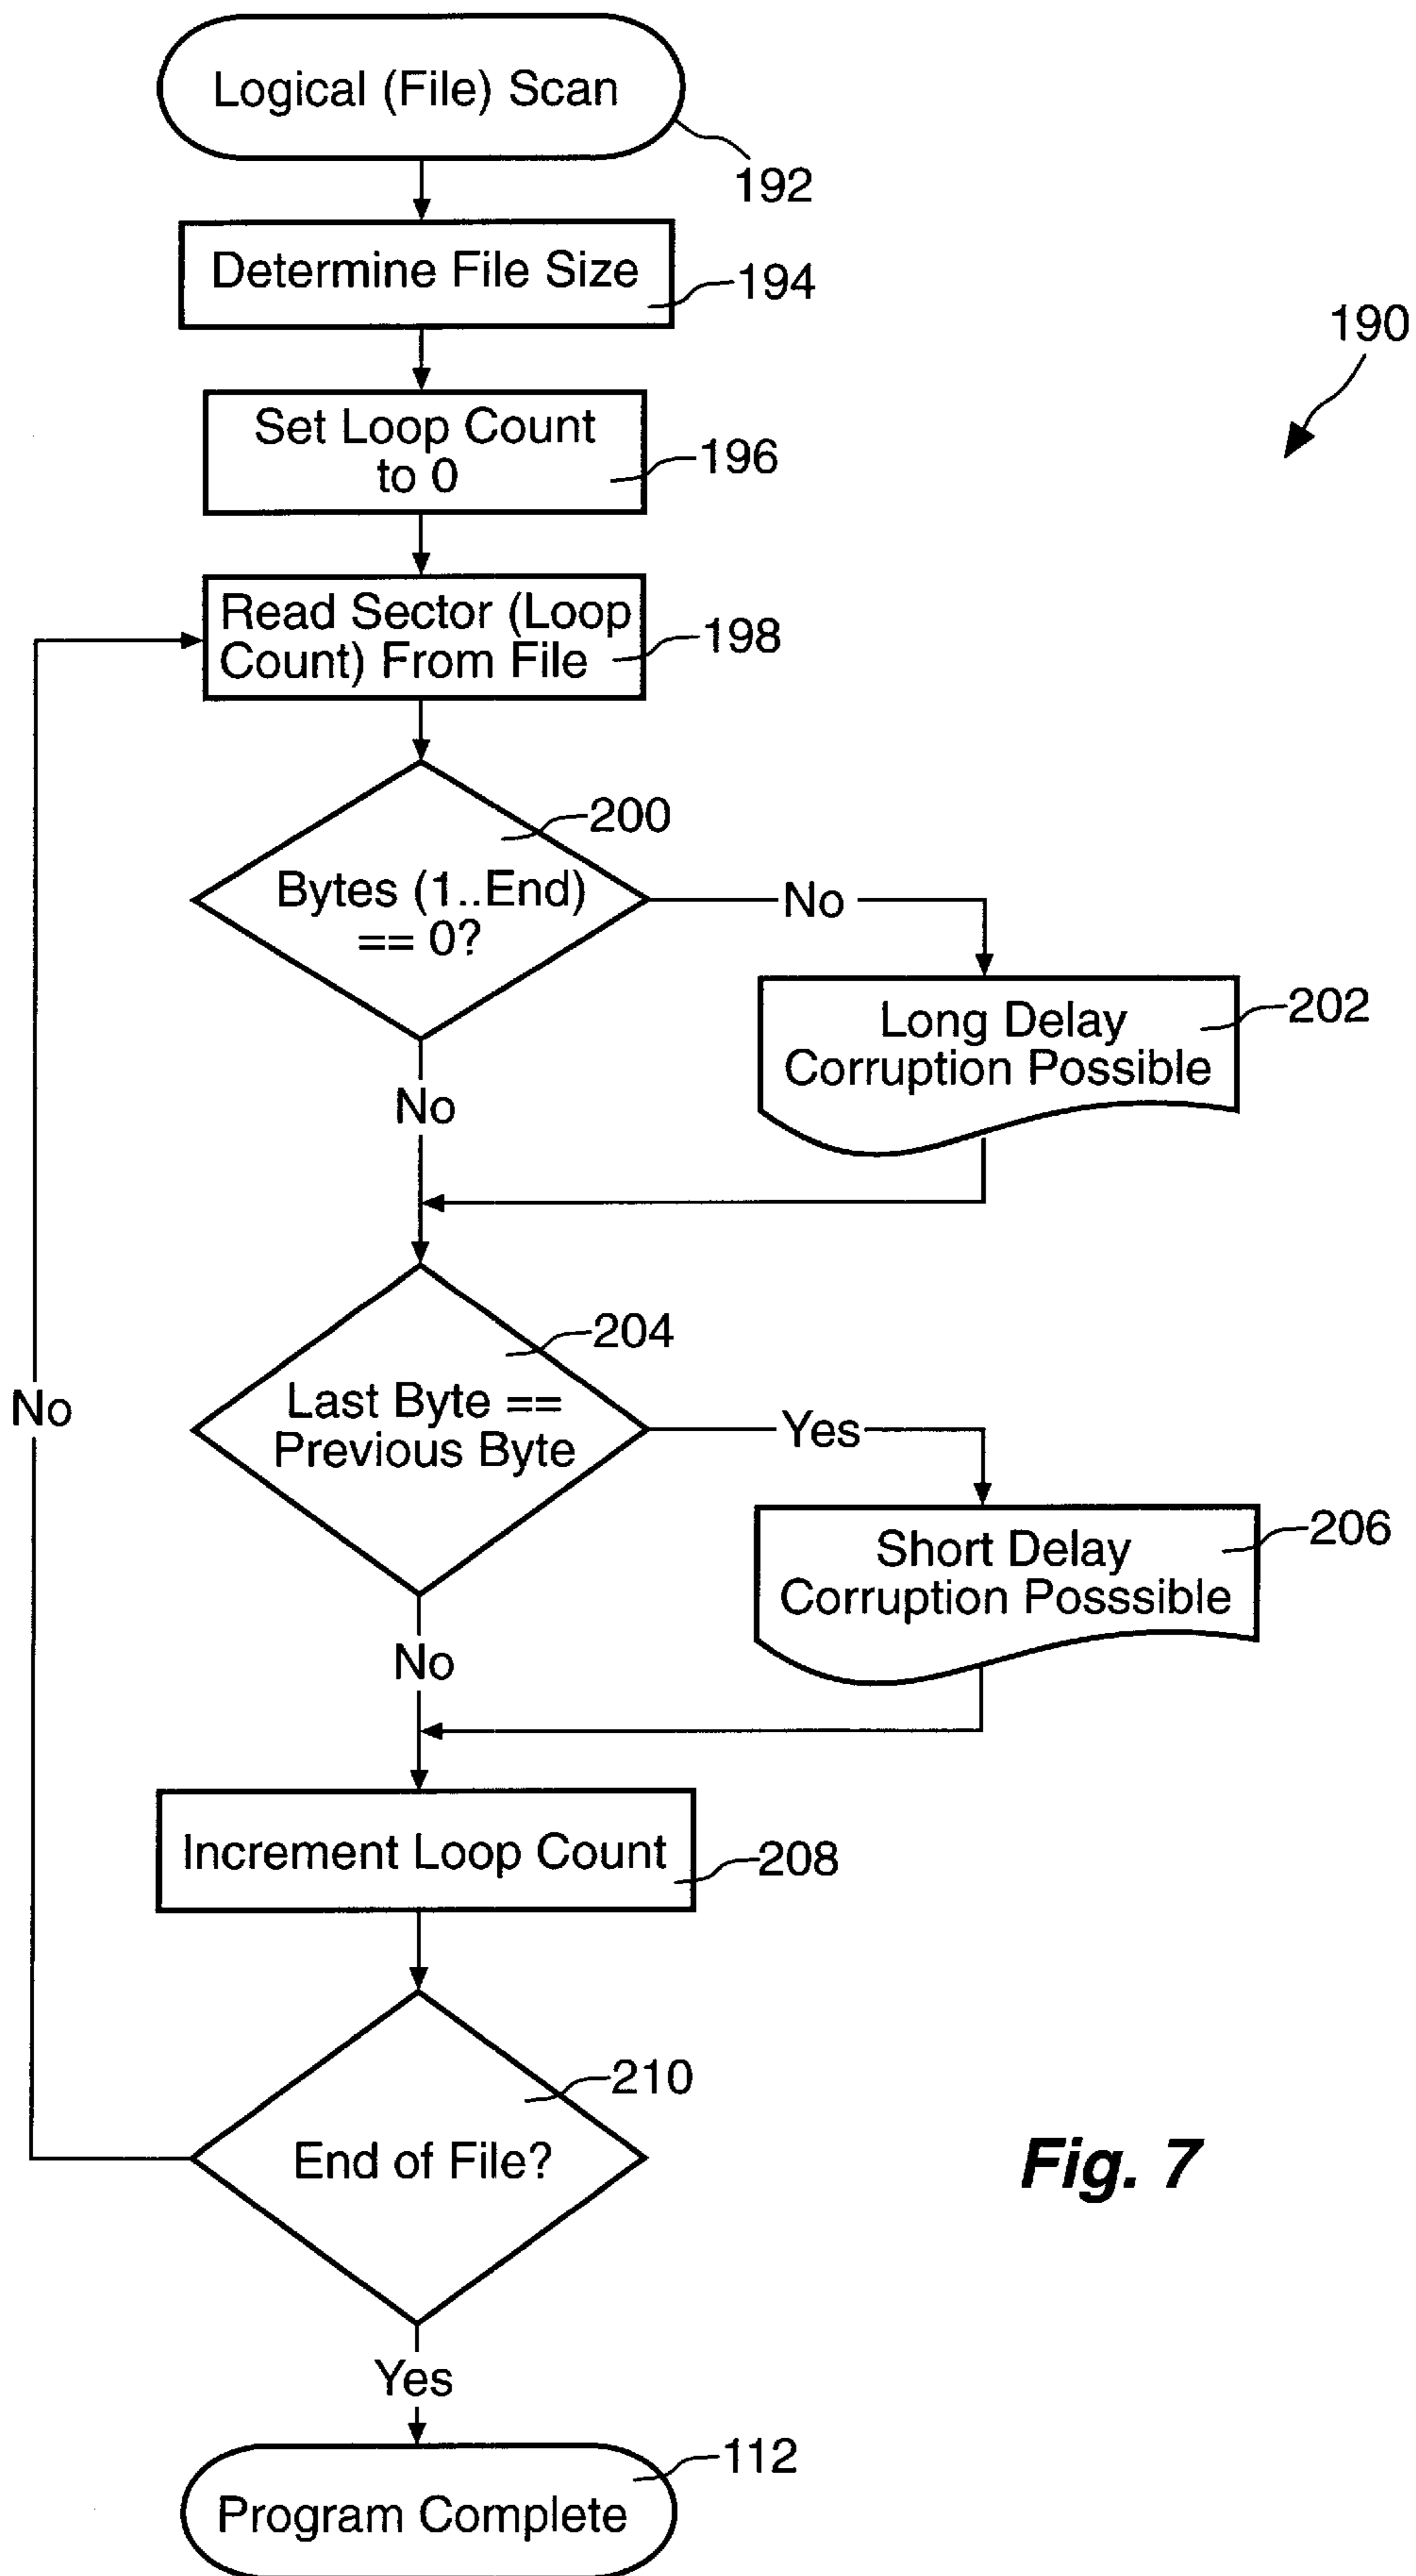 Logical (File) Scan
192
Determine File Size
194
190
Set Loop Count
to 0
196
Read Sector (Loop
Count) From File
198
200
Bytes (1..End)
== 0?
No
Long Delay
Corruption Possible
202
No
204
Last Byte ==
Previous Byte
Yes
No
Short Delay
Corruption Posssible
206
No
Increment Loop Count
208
210
End of File?
Fig. 7
Yes
112
Program Complete